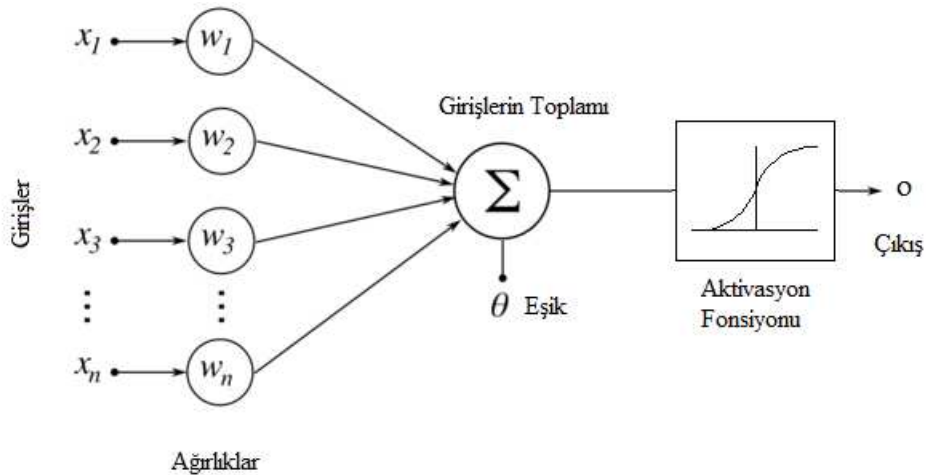 x1
w1
x2
w2
x3
w3
xn
wn
Girişler
Ağırlıklar
Girişlerin Toplamı
Σ
θ Eşik
Aktivasyon
Fonsiyonu
o
Çıkış